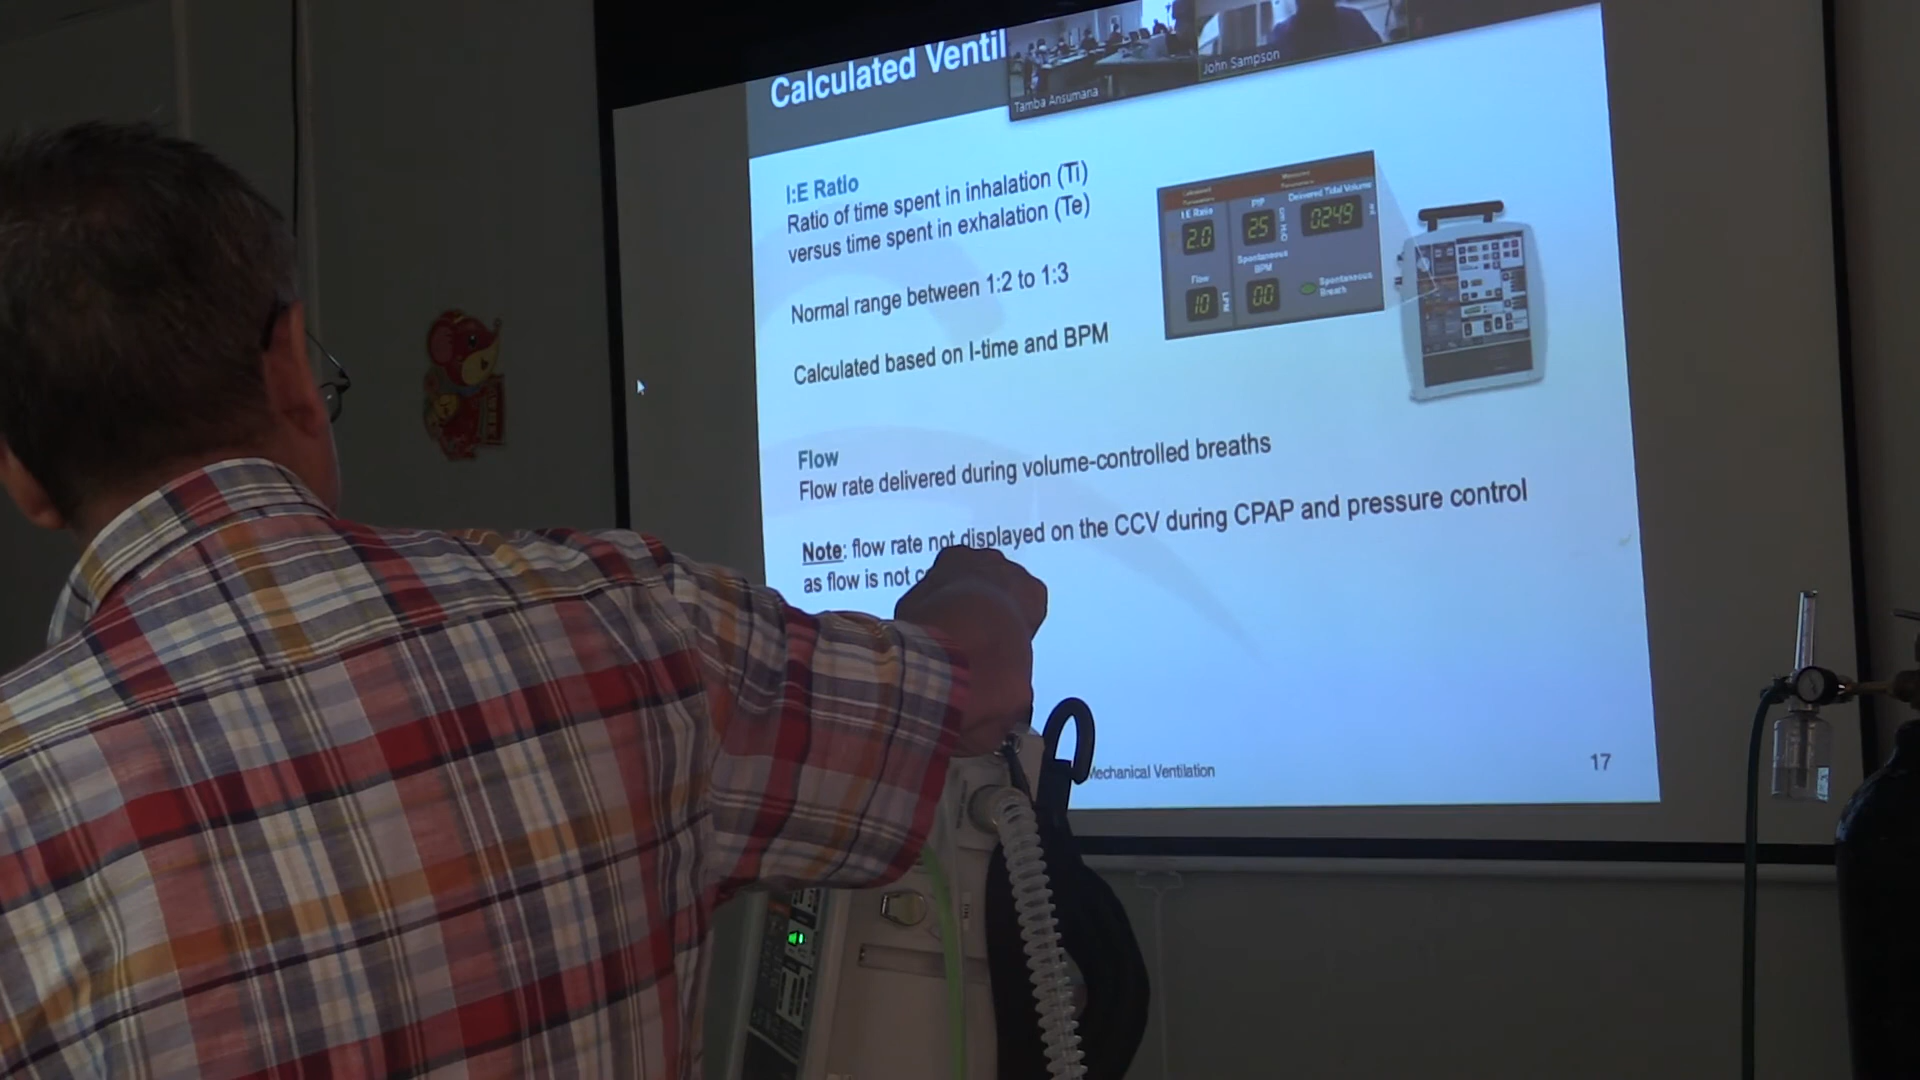 Calculated Ventil
John Sampson
Tamba Ansumana
I:E Ratio
Ratio of time spent in inhalation (Ti)
versus time spent in exhalation (Te)
Normal range between 1:2 to 1:3
Calculated based on I-time and BPM
Flow
Flow rate delivered during volume-controlled breaths
Note: flow rate not displayed on the CCV during CPAP and pressure control
as flow is not c
Mechanical Ventilation
17
I:E Ratio
PIP
Delivered Tidal Volume
2.0
25
0249
Flow
Spontaneous
BPM
10
LPM
00
Spontaneous
Breath